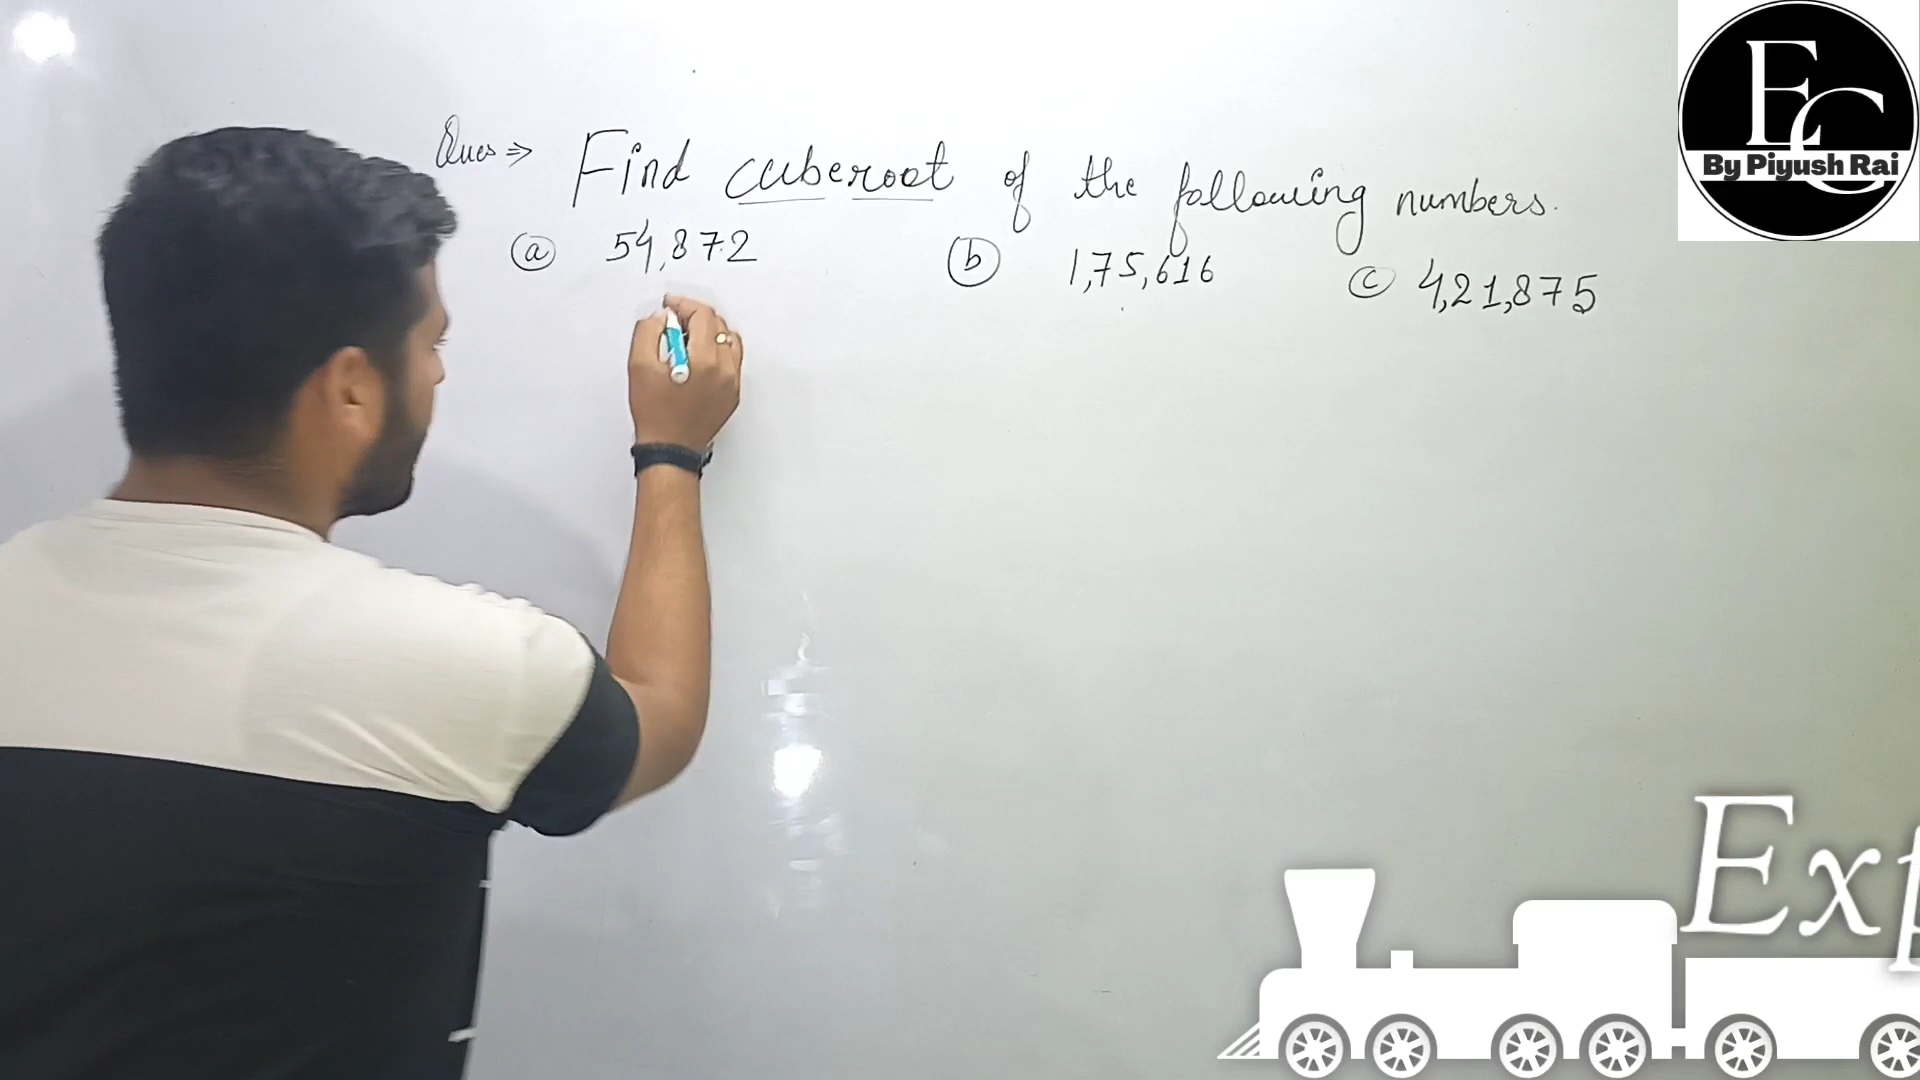 Ques ⇒ Find cuberoot of the following numbers.
(a) 54,872 (b) 1,75,616 (c) 4,21,875
EC
By Piyush Rai
Exp